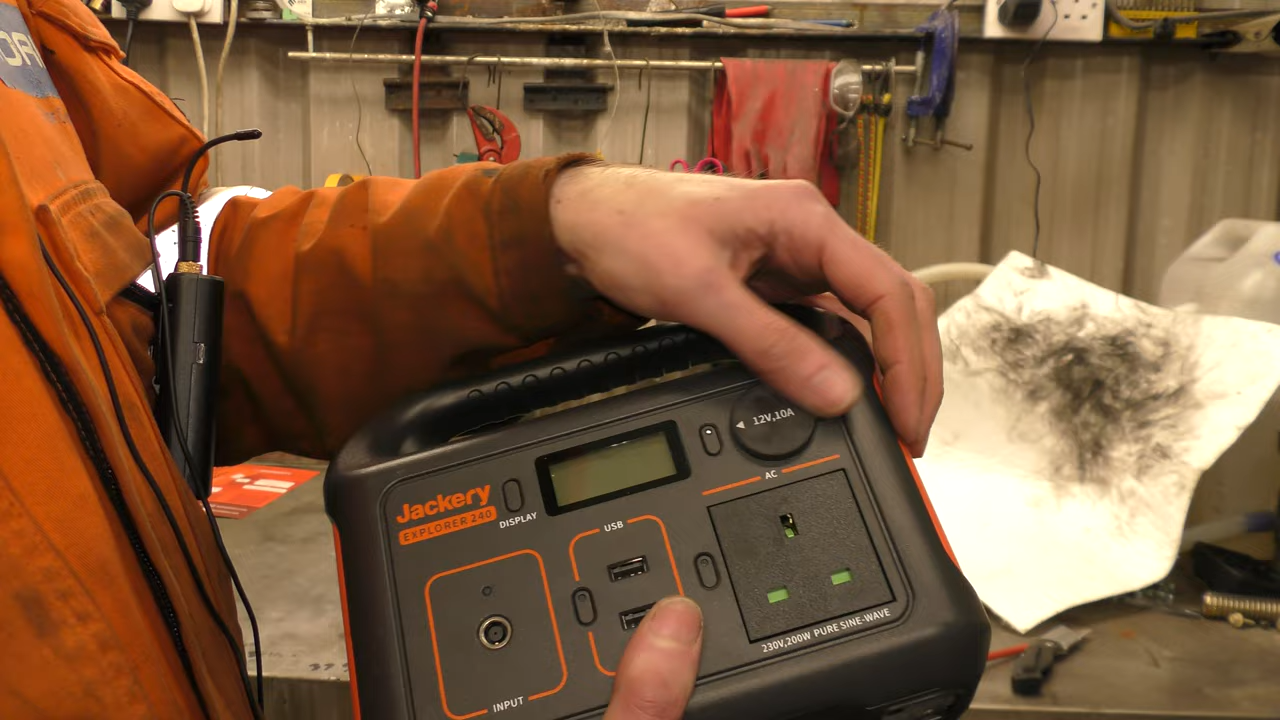 12V,10A
AC
Jackery
EXPLORER 240
DISPLAY
USB
230V,200W PURE SINE-WAVE
INPUT